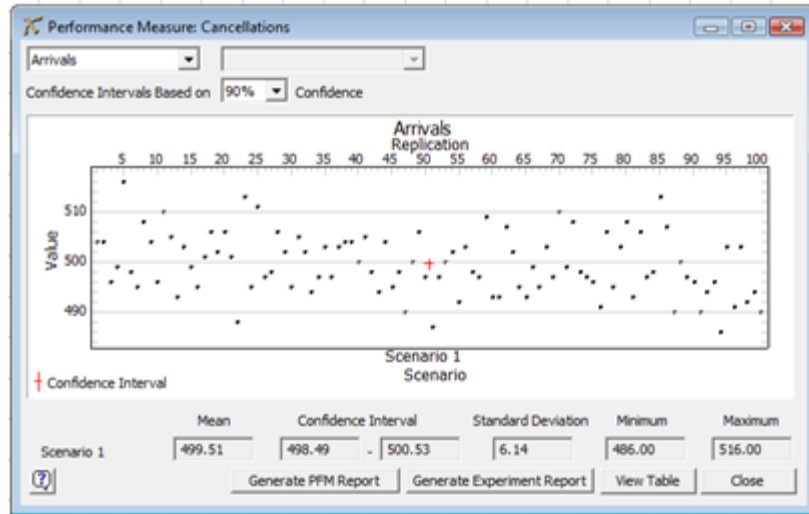 Performance Measure: Cancellations
Arrivals
Confidence Intervals Based on 90% Confidence
Arrivals
Replication
5 10 15 20 25 30 35 40 45 50 55 60 65 70 75 80 85 90 95 100
510
500
490
Value
Scenario 1
Scenario
Confidence Interval
Mean Confidence Interval Standard Deviation Minimum Maximum
Scenario 1 499.51 498.49 - 500.53 6.14 486.00 516.00
? Generate PFM Report Generate Experiment Report View Table Close